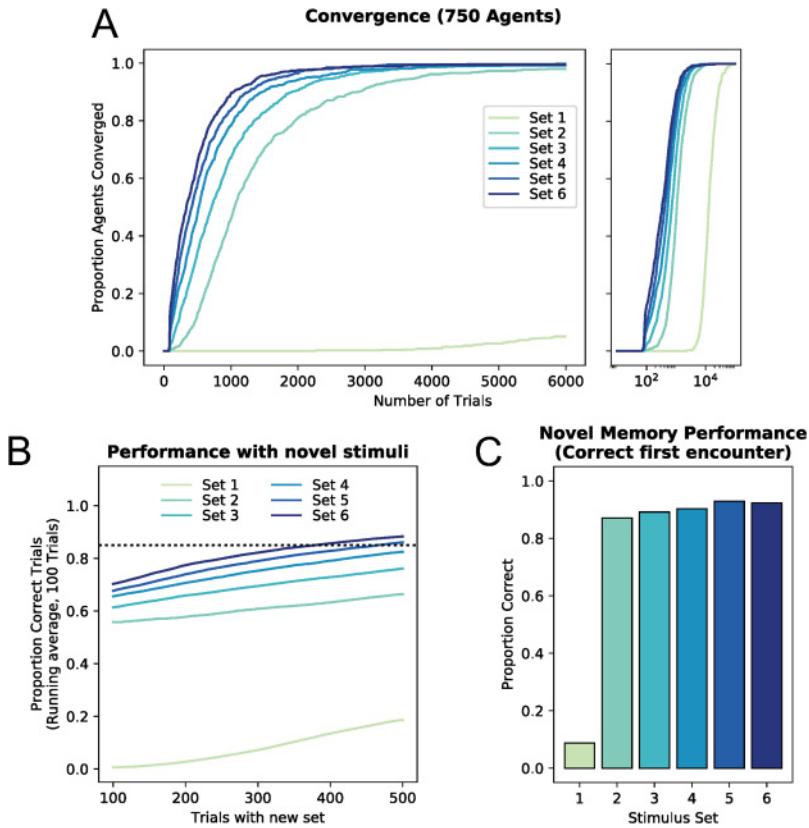 A
Convergence (750 Agents)
Proportion Agents Converged
1.0
0.8
0.6
0.4
0.2
0.0
Set 1
Set 2
Set 3
Set 4
Set 5
Set 6
0
1000
2000
3000
4000
5000
6000
Number of Trials
10²
10⁴
B
Performance with novel stimuli
Proportion Correct Trials
(Running average, 100 Trials)
1.0
0.8
0.6
0.4
0.2
0.0
Set 1
Set 2
Set 3
Set 4
Set 5
Set 6
100
200
300
400
500
Trials with new set
C
Novel Memory Performance
(Correct first encounter)
Proportion Correct
1.0
0.8
0.6
0.4
0.2
0.0
1
2
3
4
5
6
Stimulus Set